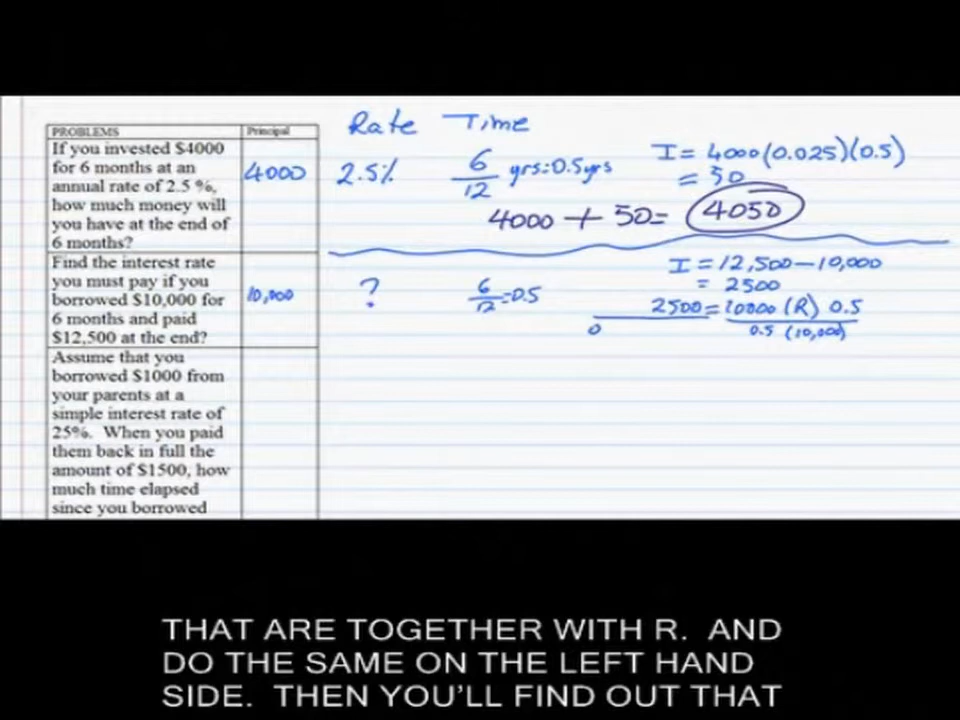 Rate Time
PROBLEMS Principal
If you invested $4000
for 6 months at an
annual rate of 2.5 %,
how much money will
you have at the end of
6 months?
4000 2.5% 6/12 yrs=0.5yrs I = 4000(0.025)(0.5)
= 50
4000 + 50= 4050
Find the interest rate
you must pay if you
borrowed $10,000 for
6 months and paid
$12,500 at the end?
10,000 ? 6/12=0.5 I = 12,500-10,000
= 2500
2500=10000 (R) 0.5
0 0.5 (10,000)
Assume that you
borrowed $1000 from
your parents at a
simple interest rate of
25%. When you paid
them back in full the
amount of $1500, how
much time elapsed
since you borrowed
THAT ARE TOGETHER WITH R. AND
DO THE SAME ON THE LEFT HAND
SIDE. THEN YOU'LL FIND OUT THAT